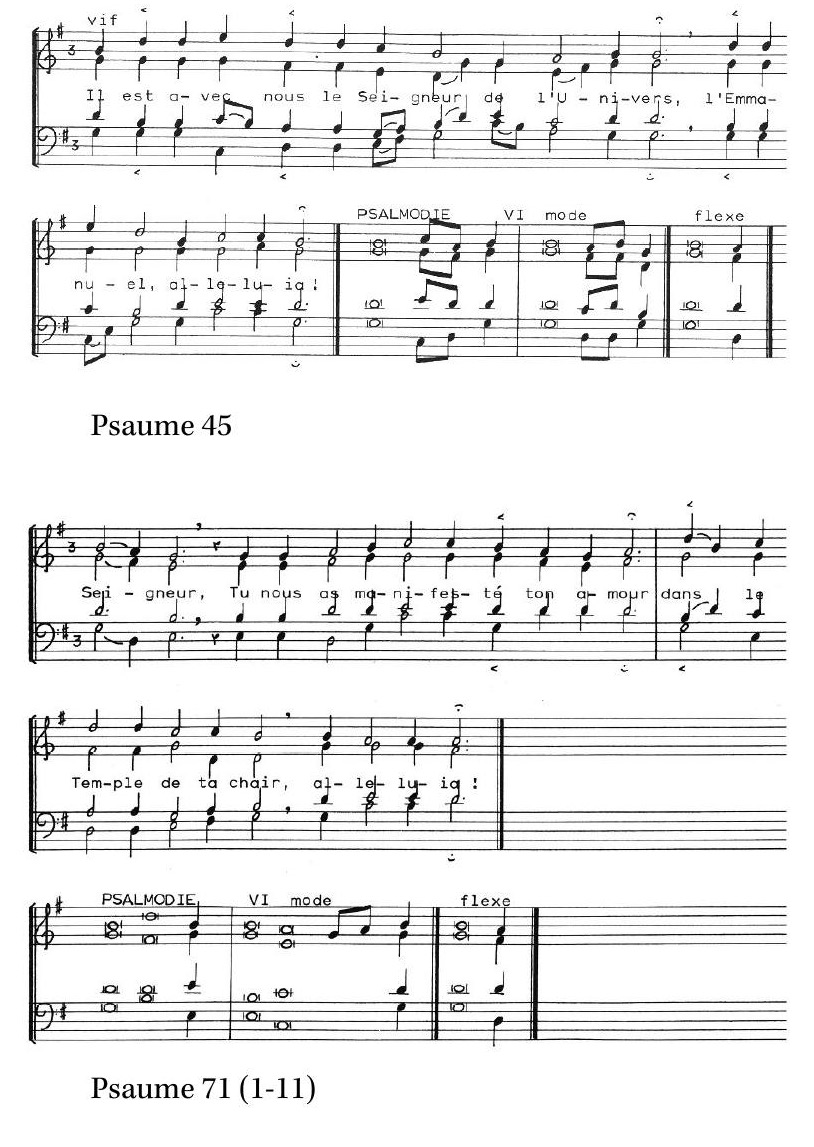 vif
Il est a-vec nous le Sei-gneur de l'U-ni-vers, l'Emma-
PSALMODIE VI mode flexe
nu-el, al-le-lu-ia!
Psaume 45
Sei-gneur, Tu nous as ma-ni-fes-té ton a-mour dans le
Tem-ple de ta chair, al-le-lu-ia!
PSALMODIE VI mode flexe
Psaume 71 (1-11)